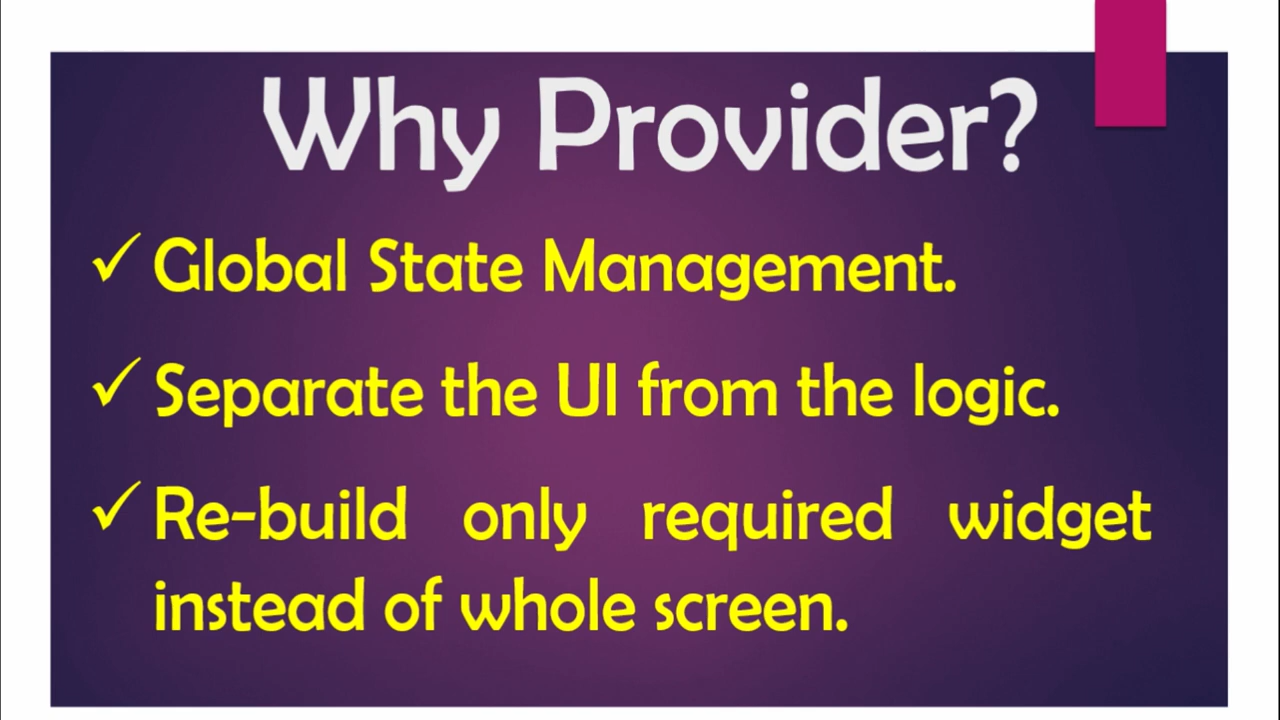 Why Provider?
✓ Global State Management.
✓ Separate the UI from the logic.
✓ Re-build only required widget
instead of whole screen.